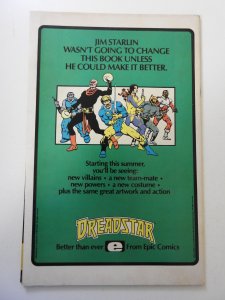 JIM STARLIN
WASN'T GOING TO CHANGE
THIS BOOK UNLESS
HE COULD MAKE IT BETTER.
Starting this summer,
you'll be seeing:
new villains • a new team-mate •
new powers • a new costume •
plus the same great artwork and action
DREADSTAR
Better than ever e From Epic Comics